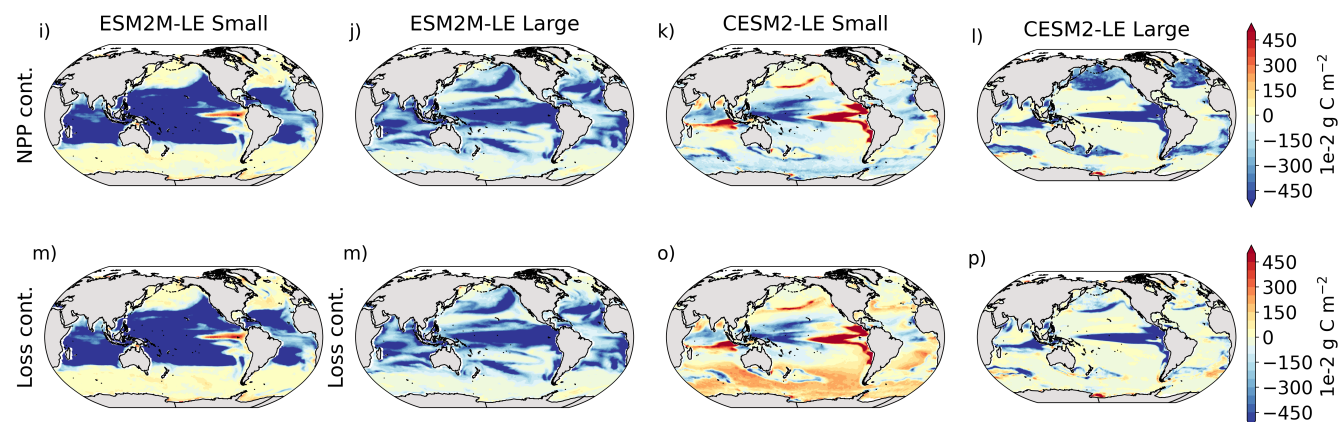 i) ESM2M-LE Small
j) ESM2M-LE Large
k) CESM2-LE Small
l) CESM2-LE Large
NPP cont.
450
300
150
0
−150
−300
−450
1e-2 g C m⁻²
m)
m)
o)
p)
Loss cont.
Loss cont.
450
300
150
0
−150
−300
−450
1e-2 g C m⁻²